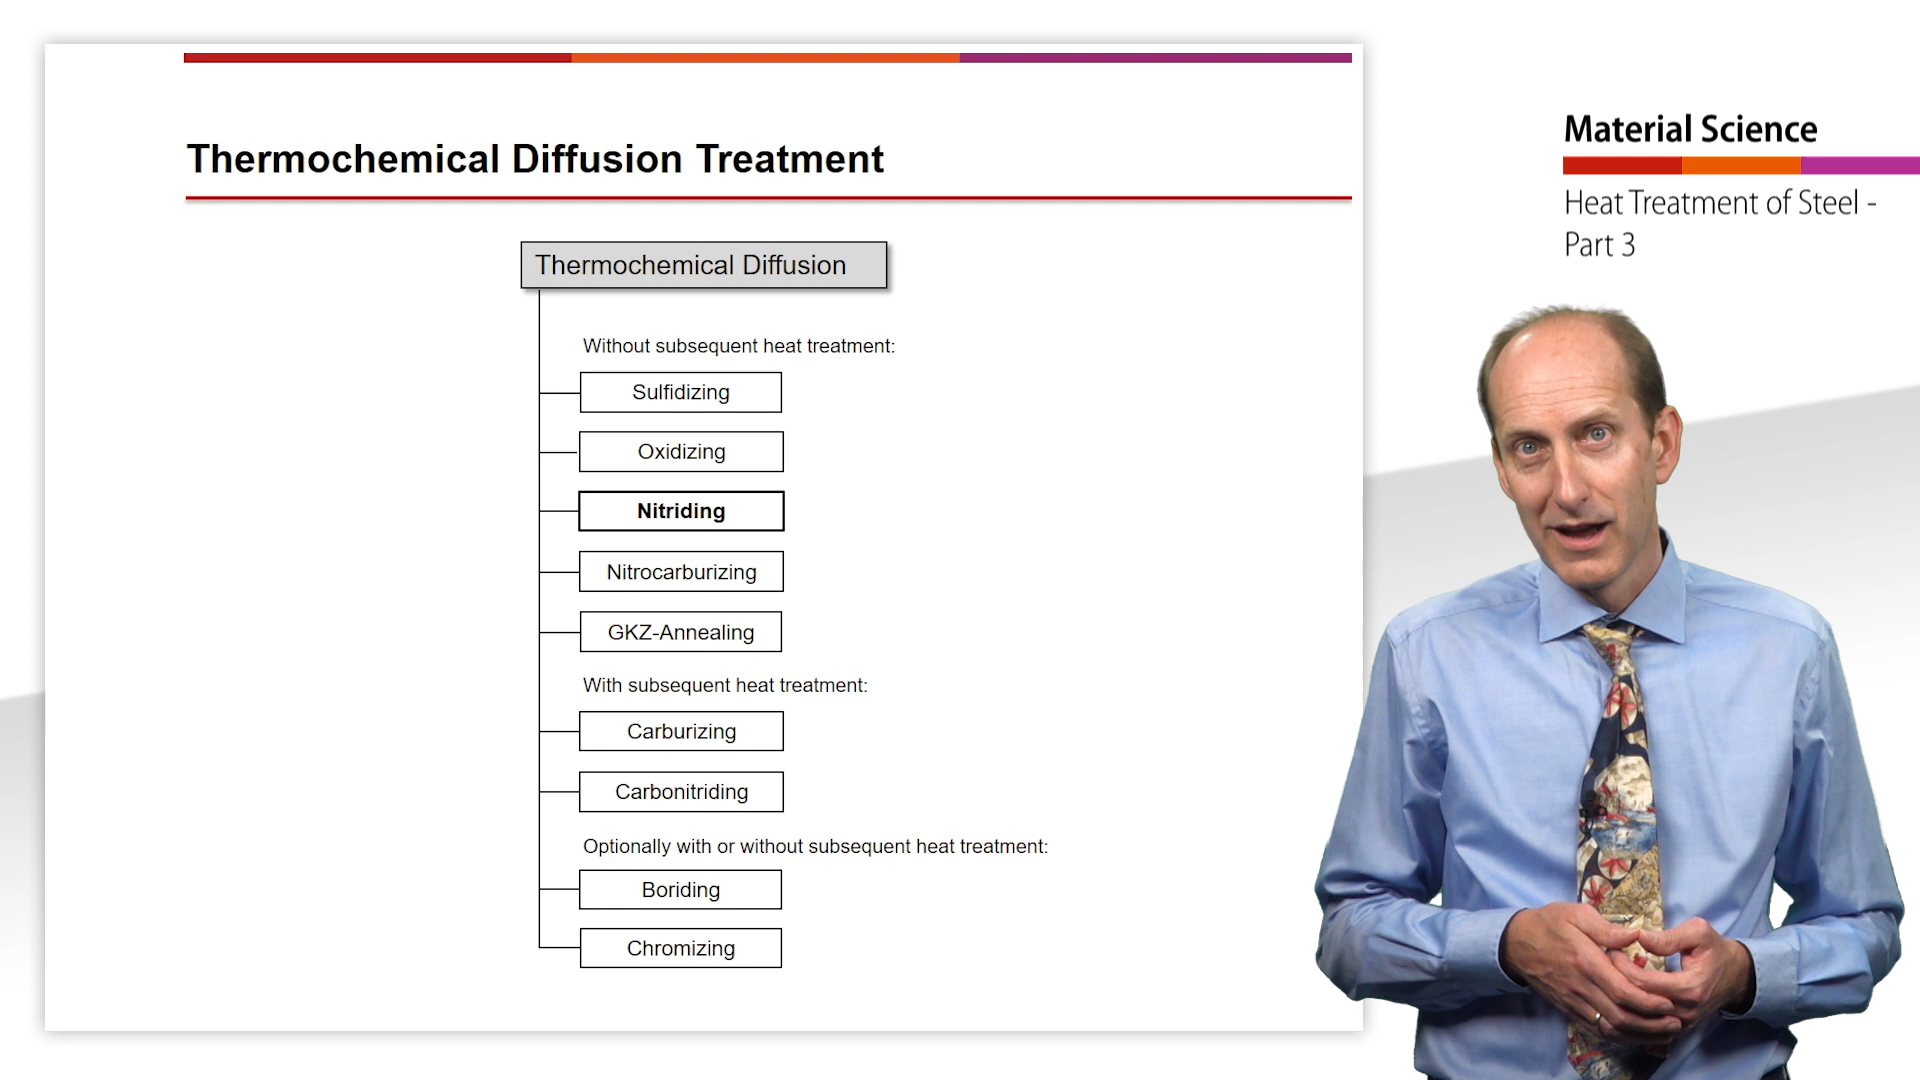 Thermochemical Diffusion Treatment
Thermochemical Diffusion
Without subsequent heat treatment:
Sulfidizing
Oxidizing
Nitriding
Nitrocarburizing
GKZ-Annealing
With subsequent heat treatment:
Carburizing
Carbonitriding
Optionally with or without subsequent heat treatment:
Boriding
Chromizing
Material Science
Heat Treatment of Steel -
Part 3